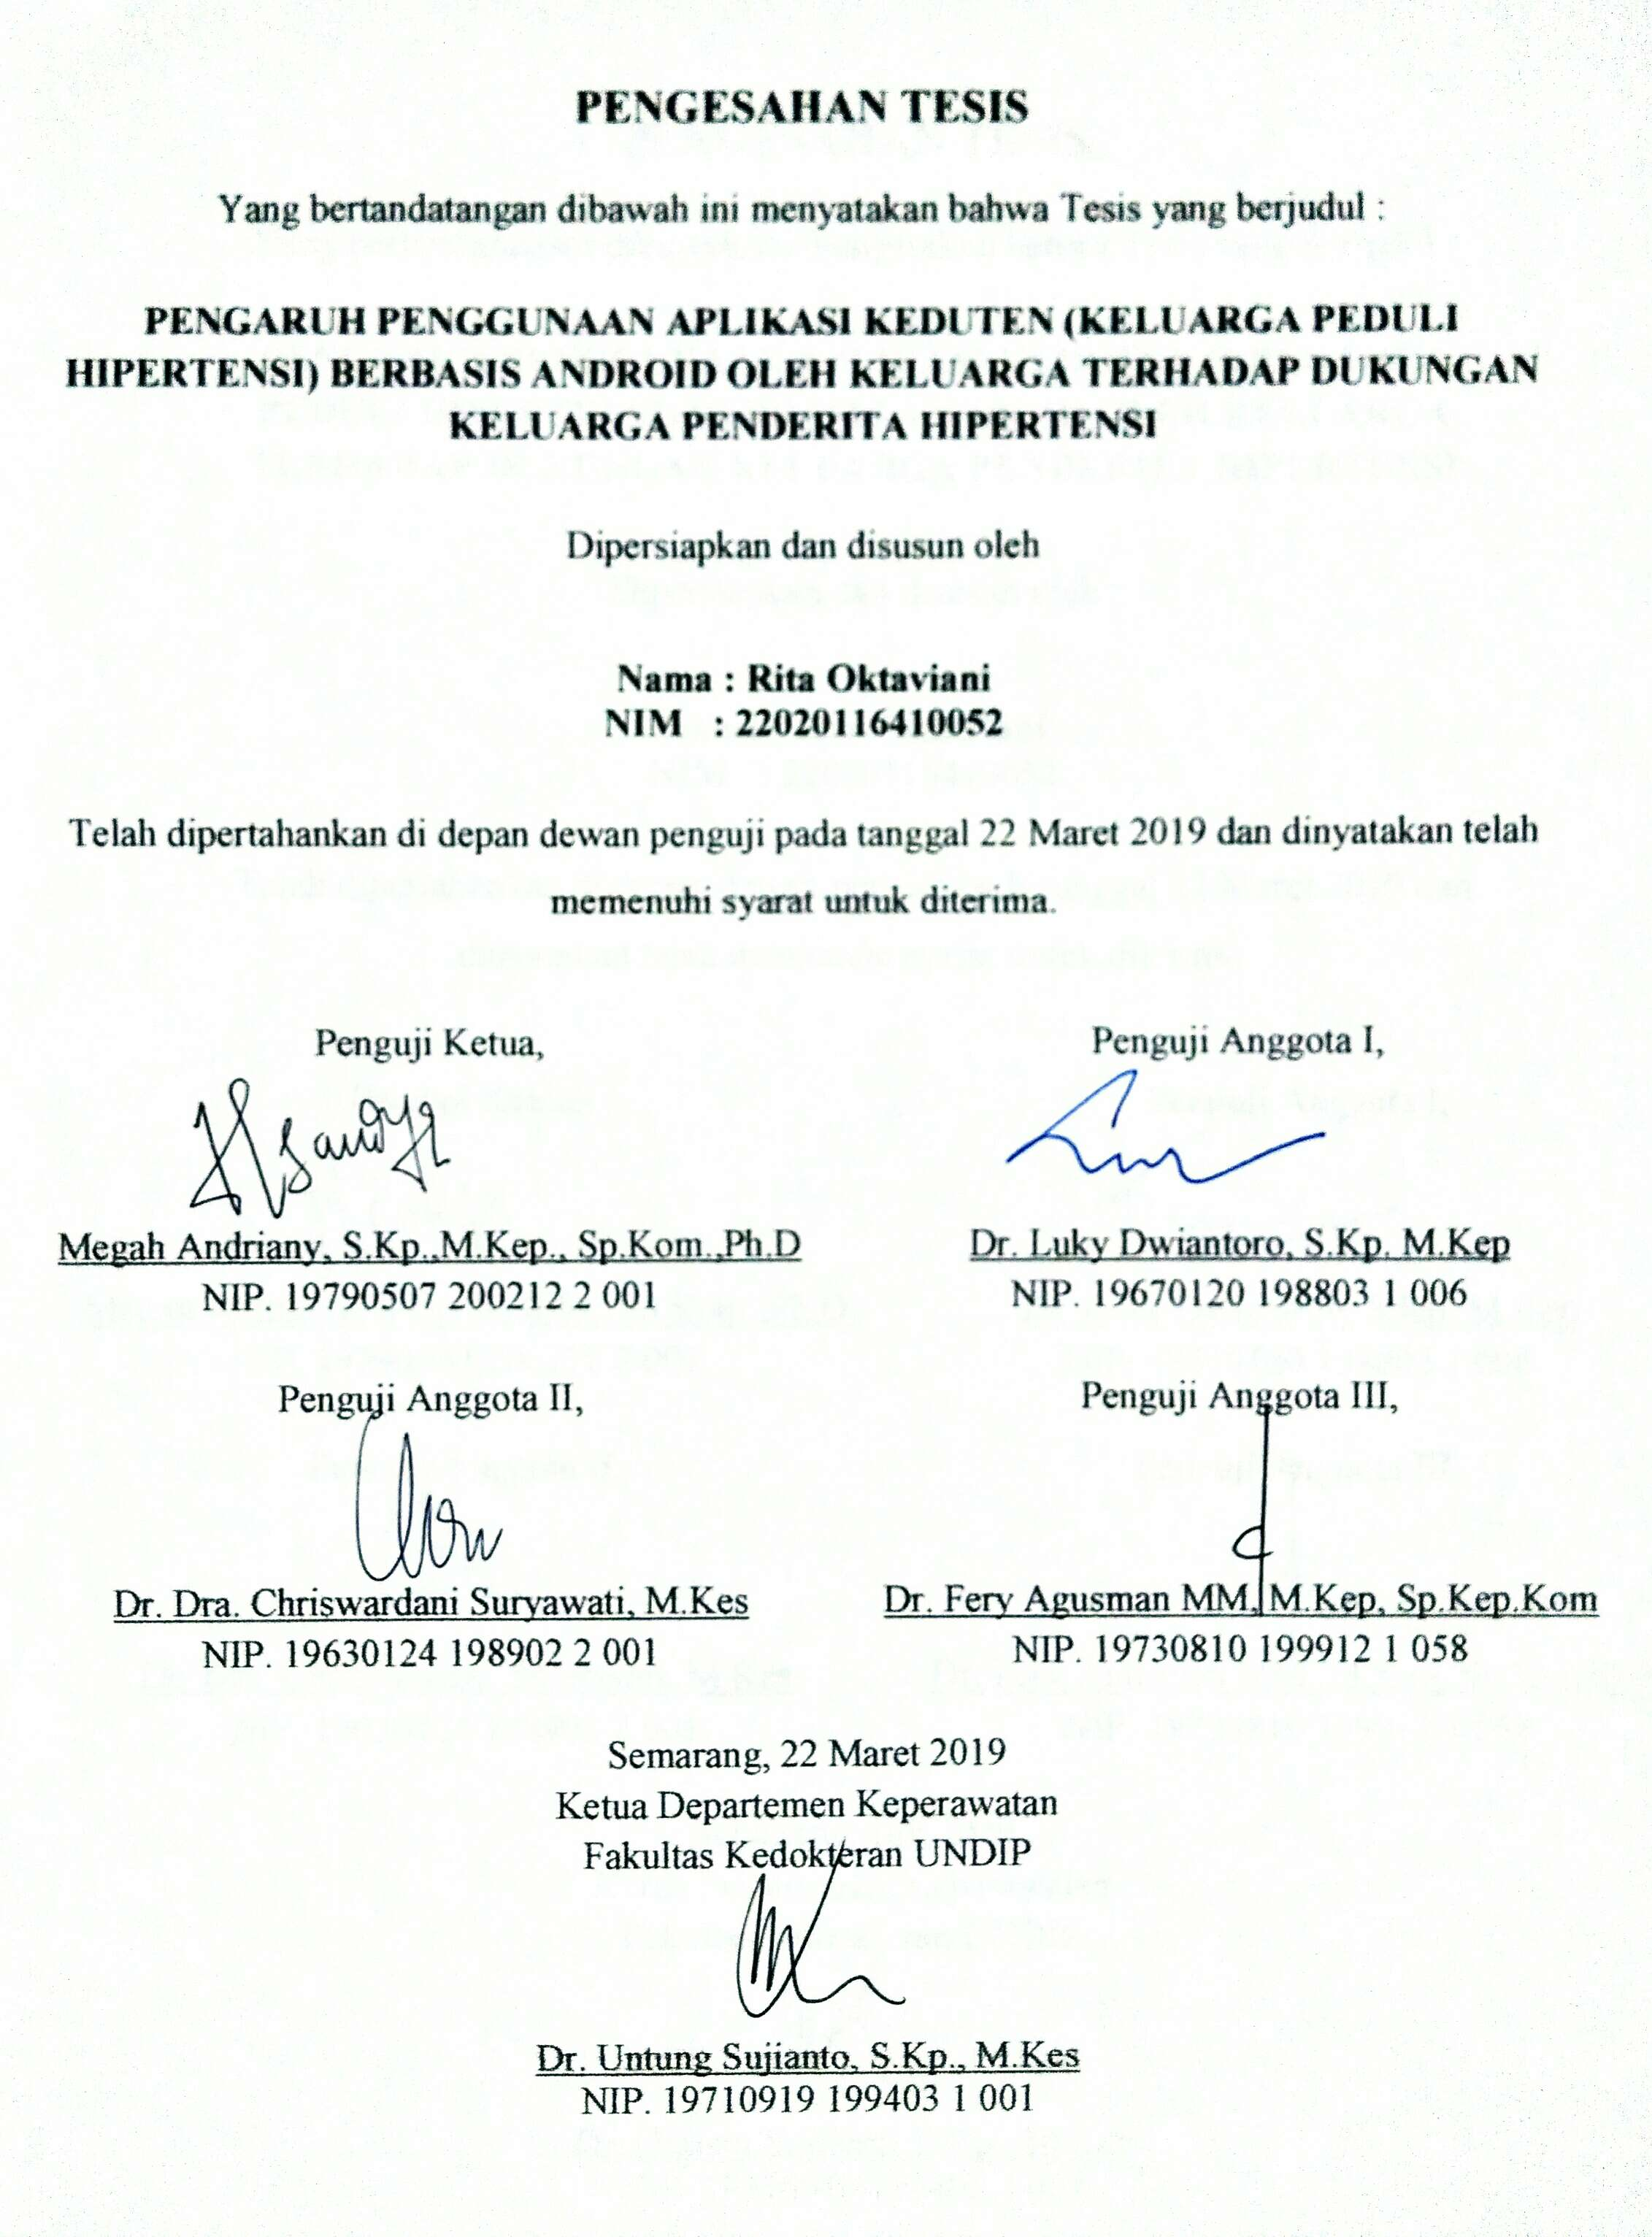 PENGESAHAN TESIS
Yang bertandatangan dibawah ini menyatakan bahwa Tesis yang berjudul :
PENGARUH PENGGUNAAN APLIKASI KEDUTEN (KELUARGA PEDULI
HIPERTENSI) BERBASIS ANDROID OLEH KELUARGA TERHADAP DUKUNGAN
KELUARGA PENDERITA HIPERTENSI
Dipersiapkan dan disusun oleh
Nama : Rita Oktaviani
NIM : 22020116410052
Telah dipertahankan di depan dewan penguji pada tanggal 22 Maret 2019 dan dinyatakan telah
memenuhi syarat untuk diterima.
Penguji Ketua,
Megah Andriany, S.Kp.,M.Kep., Sp.Kom.,Ph.D
NIP. 19790507 200212 2 001
Penguji Anggota I,
Dr. Luky Dwiantoro, S.Kp. M.Kep
NIP. 19670120 198803 1 006
Penguji Anggota II,
Dr. Dra. Chriswardani Suryawati, M.Kes
NIP. 19630124 198902 2 001
Penguji Anggota III,
Dr. Fery Agusman MM, M.Kep, Sp.Kep.Kom
NIP. 19730810 199912 1 058
Semarang, 22 Maret 2019
Ketua Departemen Keperawatan
Fakultas Kedokteran UNDIP
Dr. Untung Sujianto, S.Kp., M.Kes
NIP. 19710919 199403 1 001